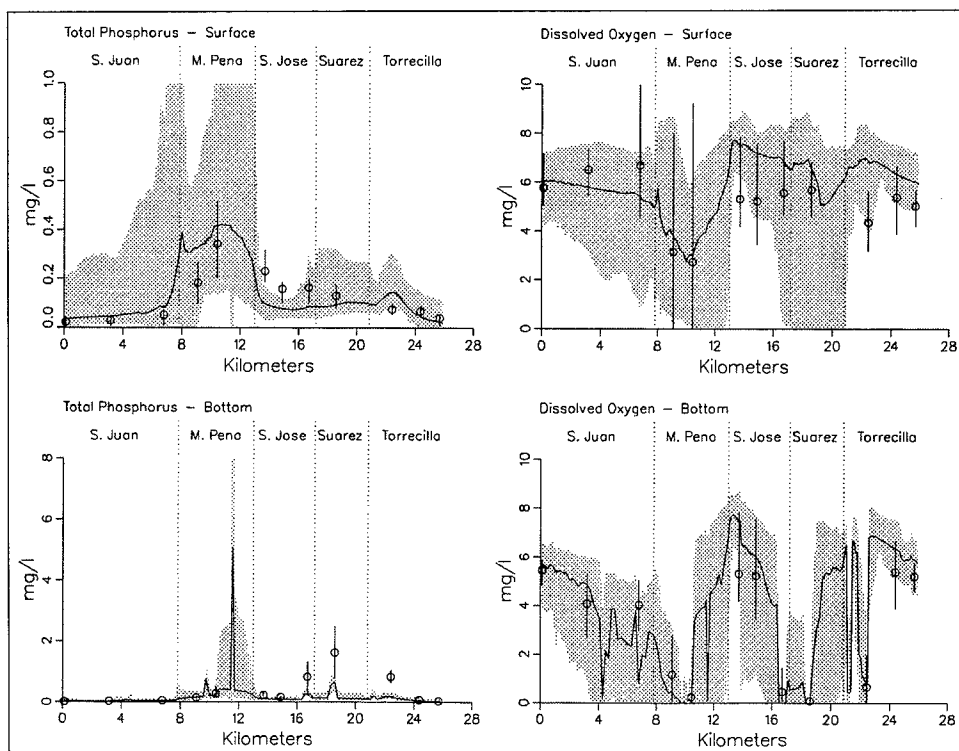 Total Phosphorus - Surface
S. Juan M. Pena S. Jose Suarez Torrecilla
1.0
0.8
0.6
0.4
0.2
0.0
mg/l
0 4 8 12 16 20 24 28
Kilometers
Dissolved Oxygen - Surface
S. Juan M. Pena S. Jose Suarez Torrecilla
10
8
6
4
2
0
mg/l
0 4 8 12 16 20 24 28
Kilometers
Total Phosphorus - Bottom
S. Juan M. Pena S. Jose Suarez Torrecilla
8
6
4
2
0
mg/l
0 4 8 12 16 20 24 28
Kilometers
Dissolved Oxygen - Bottom
S. Juan M. Pena S. Jose Suarez Torrecilla
10
8
6
4
2
0
mg/l
0 4 8 12 16 20 24 28
Kilometers